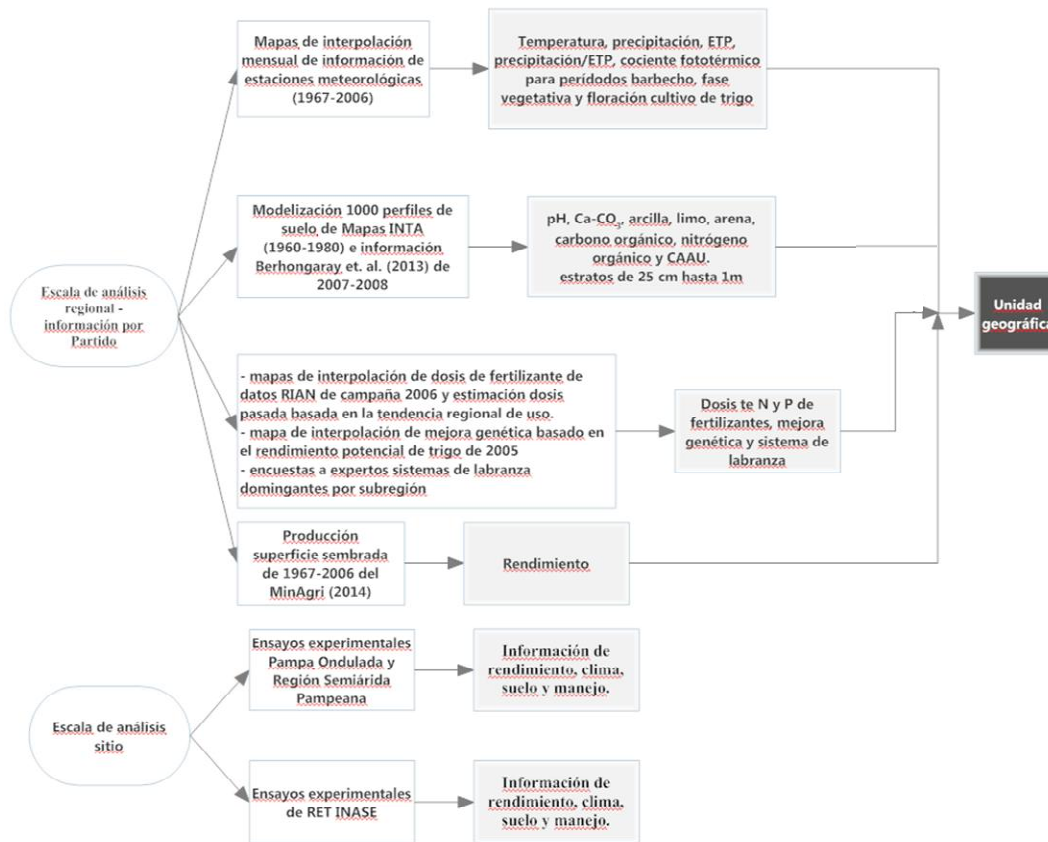 Mapas de interpolación
mensual de información de
estaciones meteorológicas
(1967-2006)
Temperatura, precipitación, ETP,
precipitación/ETP, cociente fototérmico
para perídodos barbecho, fase
vegetativa y floración cultivo de trigo
Modelización 1000 perfiles de
suelo de Mapas INTA
(1960-1980) e información
Berhongaray et. al. (2013) de
2007-2008
pH, Ca-CO₃, arcilla, limo, arena,
carbono orgánico, nitrógeno
orgánico y CAAU.
estratos de 25 cm hasta 1m
Escala de análisis
regional -
información por
Partido
Unidad
geográfica
- mapas de interpolación de dosis de fertilizante de
datos RIAN de campaña 2006 y estimación dosis
pasada basada en la tendencia regional de uso.
- mapa de interpolación de mejora genética basado en
el rendimiento potencial de trigo de 2005
- encuestas a expertos sistemas de labranza
domingantes por subregión
Dosis te N y P de
fertilizantes, mejora
genética y sistema de
labranza
Producción
superficie sembrada
de 1967-2006 del
MinAgri (2014)
Rendimiento
Ensayos experimentales
Pampa Ondulada y
Región Semiárida
Pampeana
Información de
rendimiento, clima,
suelo y manejo.
Escala de análisis
sitio
Ensayos experimentales
de RET INASE
Información de
rendimiento, clima,
suelo y manejo.